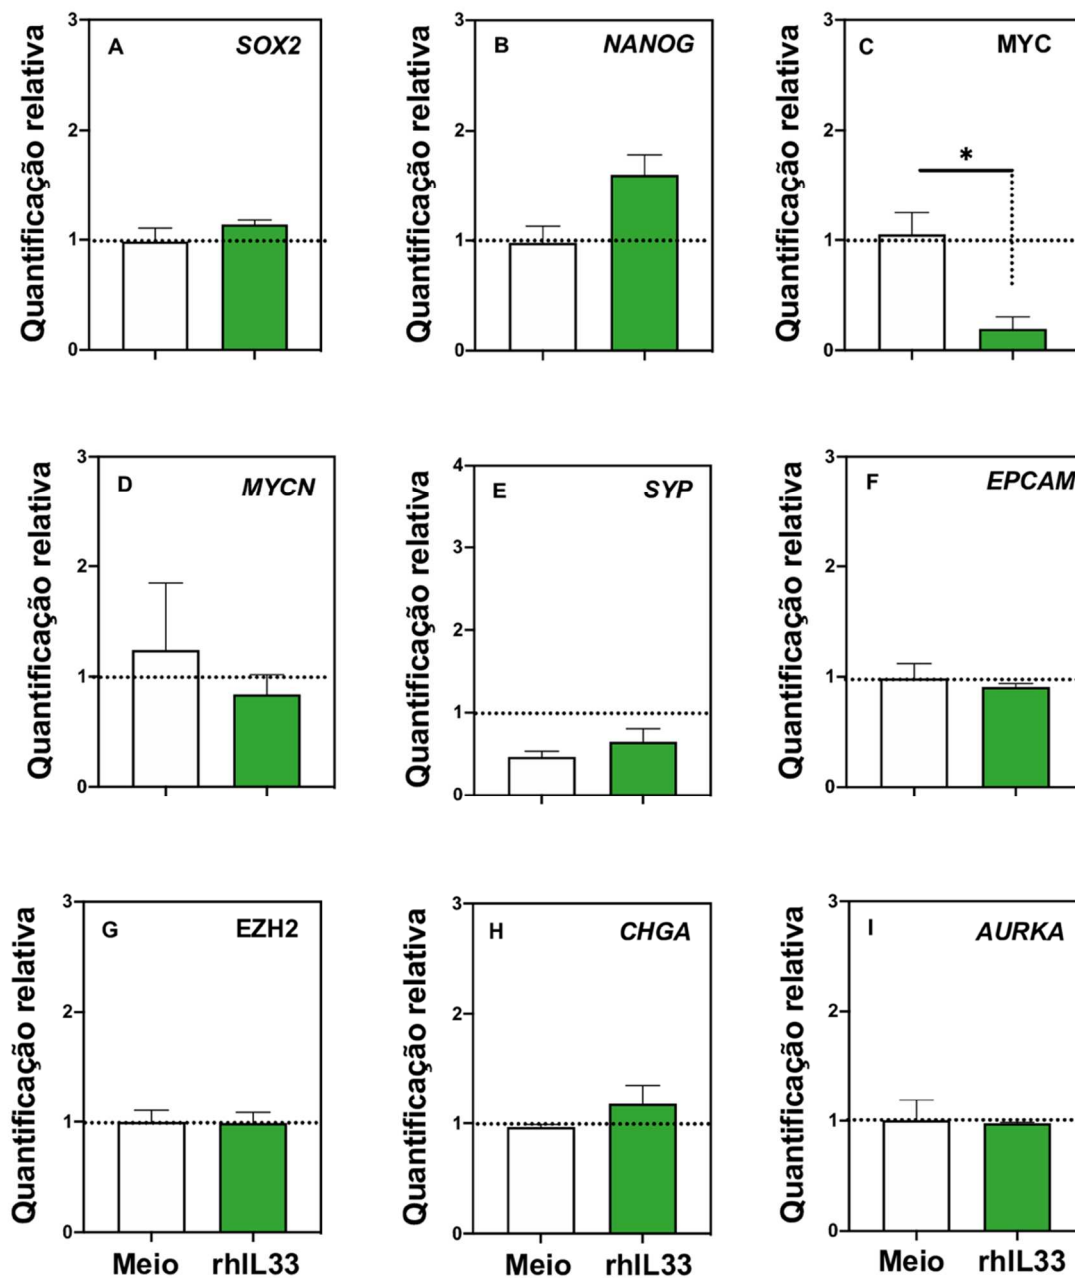 A
SOX2
Quantificação relativa
3
2
1
0
B
NANOG
Quantificação relativa
3
2
1
0
C
MYC
Quantificação relativa
3
2
1
0
*
D
MYCN
Quantificação relativa
3
2
1
0
E
SYP
Quantificação relativa
4
3
2
1
0
F
EPCAM
Quantificação relativa
3
2
1
0
G
EZH2
Quantificação relativa
3
2
1
0
Meio rhIL33
H
CHGA
Quantificação relativa
3
2
1
0
Meio rhIL33
I
AURKA
Quantificação relativa
3
2
1
0
Meio rhIL33